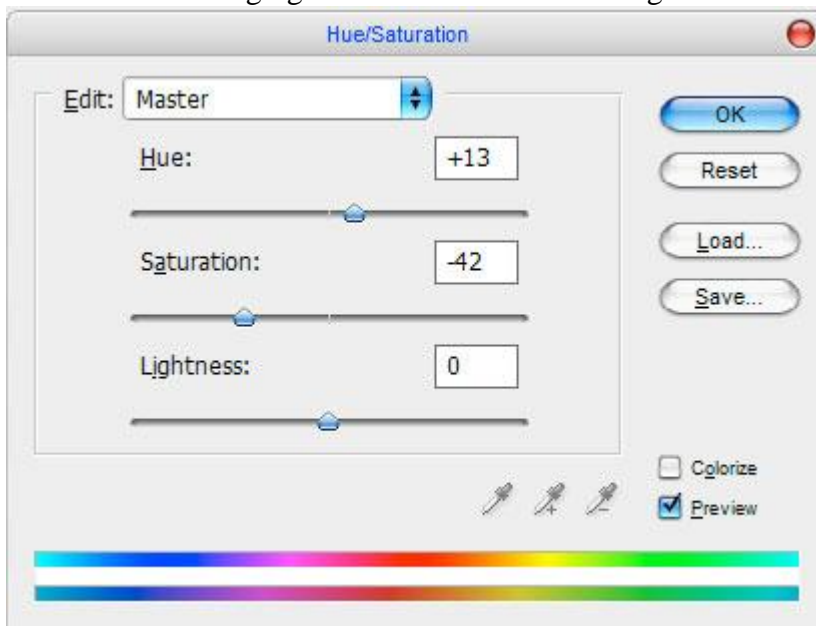 Hue/Saturation
Edit: Master
OK
Hue: +13
Reset
Saturation: -42
Load...
Save...
Lightness: 0
Colorize
Preview